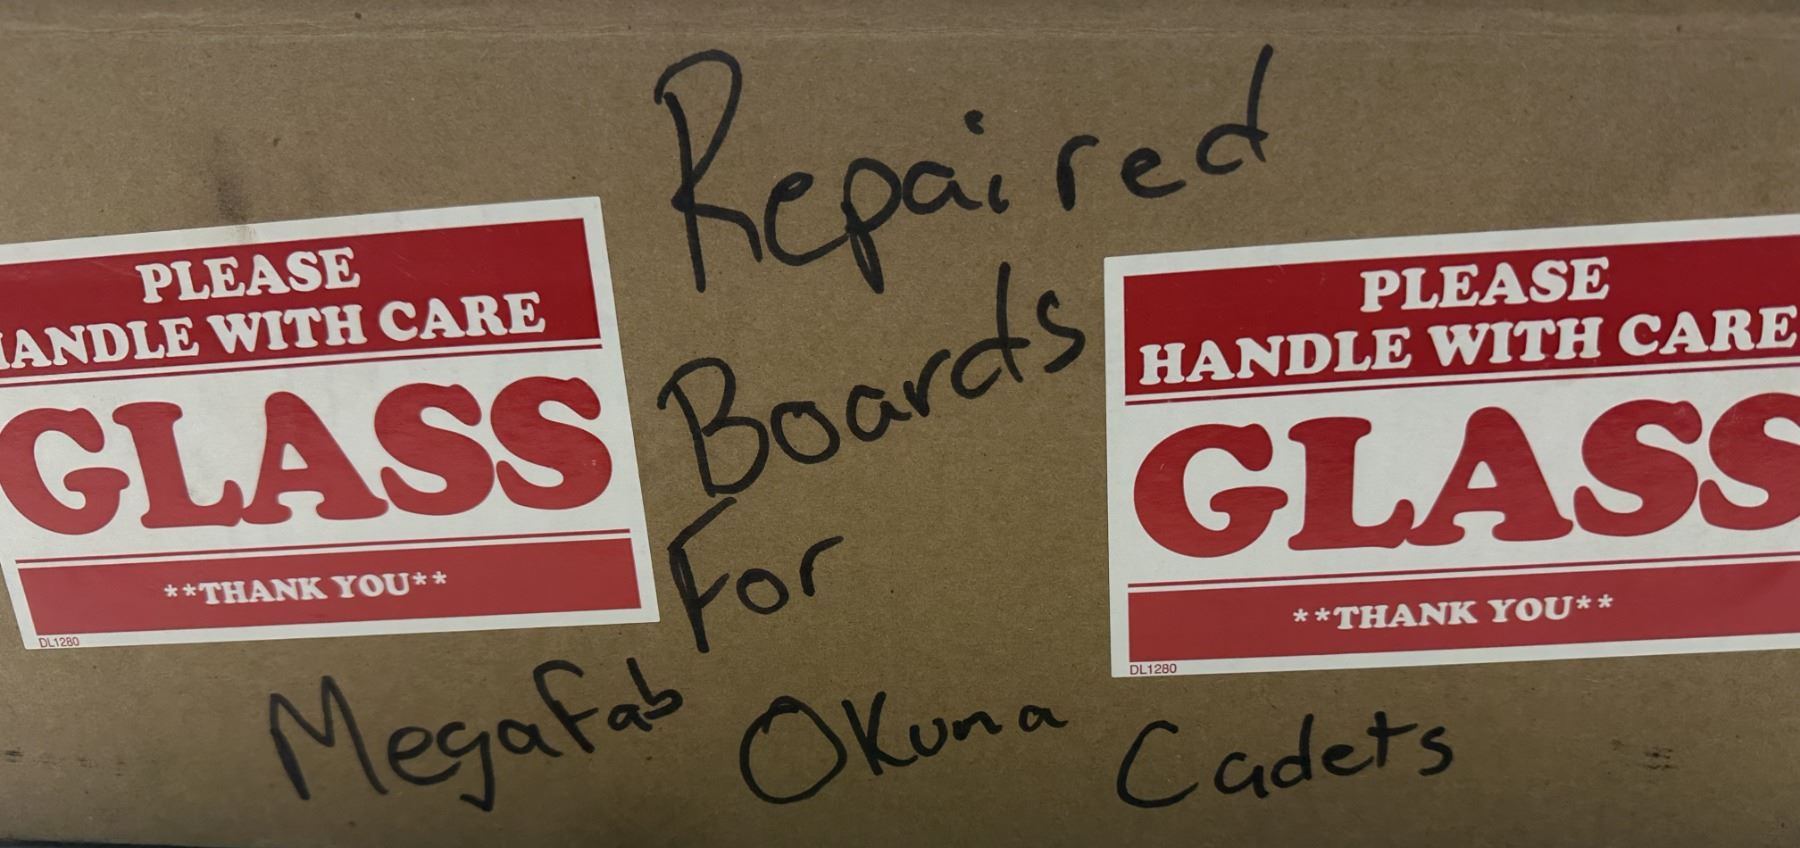 Repaired
Boards
For
Megafab Okuma Cadets
PLEASE
HANDLE WITH CARE
GLASS
**THANK YOU**
DL1280
PLEASE
HANDLE WITH CARE
GLASS
**THANK YOU**
DL1280